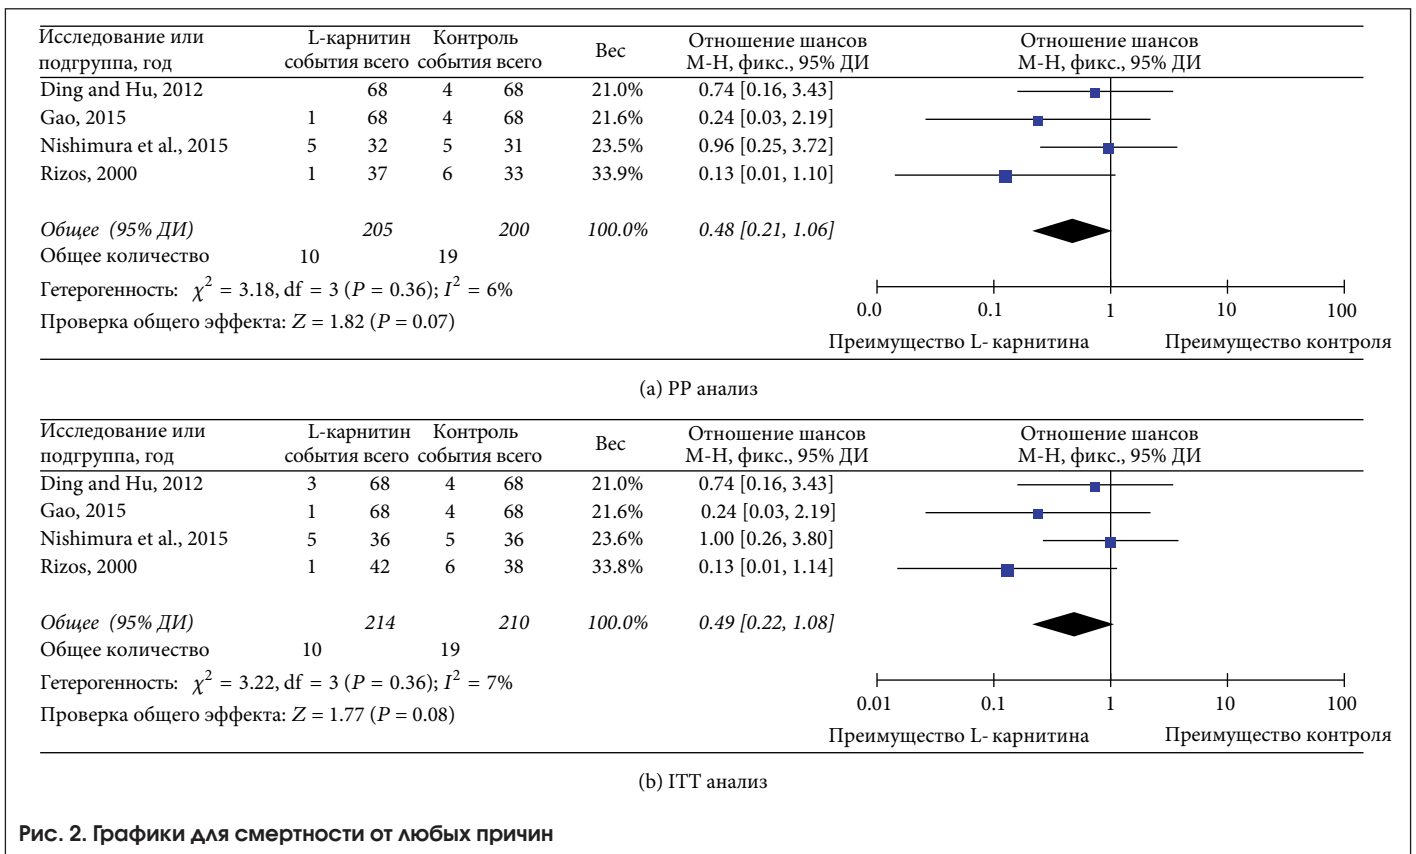 Исследование или L-карнитин Контроль Вес Отношение шансов Отношение шансов
подгруппа, год события всего события всего М-Н, фикс., 95% ДИ М-Н, фикс., 95% ДИ
Ding and Hu, 2012 68 4 68 21.0% 0.74 [0.16, 3.43]
Gao, 2015 1 68 4 68 21.6% 0.24 [0.03, 2.19]
Nishimura et al., 2015 5 32 5 31 23.5% 0.96 [0.25, 3.72]
Rizos, 2000 1 37 6 33 33.9% 0.13 [0.01, 1.10]
Общее (95% ДИ) 205 200 100.0% 0.48 [0.21, 1.06]
Общее количество 10 19
Гетерогенность: χ² = 3.18, df = 3 (P = 0.36); I² = 6%
Проверка общего эффекта: Z = 1.82 (P = 0.07)
0.0 0.1 1 10 100
Преимущество L- карнитина Преимущество контроля
(a) PP анализ
Исследование или L-карнитин Контроль Вес Отношение шансов Отношение шансов
подгруппа, год события всего события всего М-Н, фикс., 95% ДИ М-Н, фикс., 95% ДИ
Ding and Hu, 2012 3 68 4 68 21.0% 0.74 [0.16, 3.43]
Gao, 2015 1 68 4 68 21.6% 0.24 [0.03, 2.19]
Nishimura et al., 2015 5 36 5 36 23.6% 1.00 [0.26, 3.80]
Rizos, 2000 1 42 6 38 33.8% 0.13 [0.01, 1.14]
Общее (95% ДИ) 214 210 100.0% 0.49 [0.22, 1.08]
Общее количество 10 19
Гетерогенность: χ² = 3.22, df = 3 (P = 0.36); I² = 7%
Проверка общего эффекта: Z = 1.77 (P = 0.08)
0.01 0.1 1 10 100
Преимущество L- карнитина Преимущество контроля
(b) ITT анализ
Рис. 2. Графики для смертности от любых причин